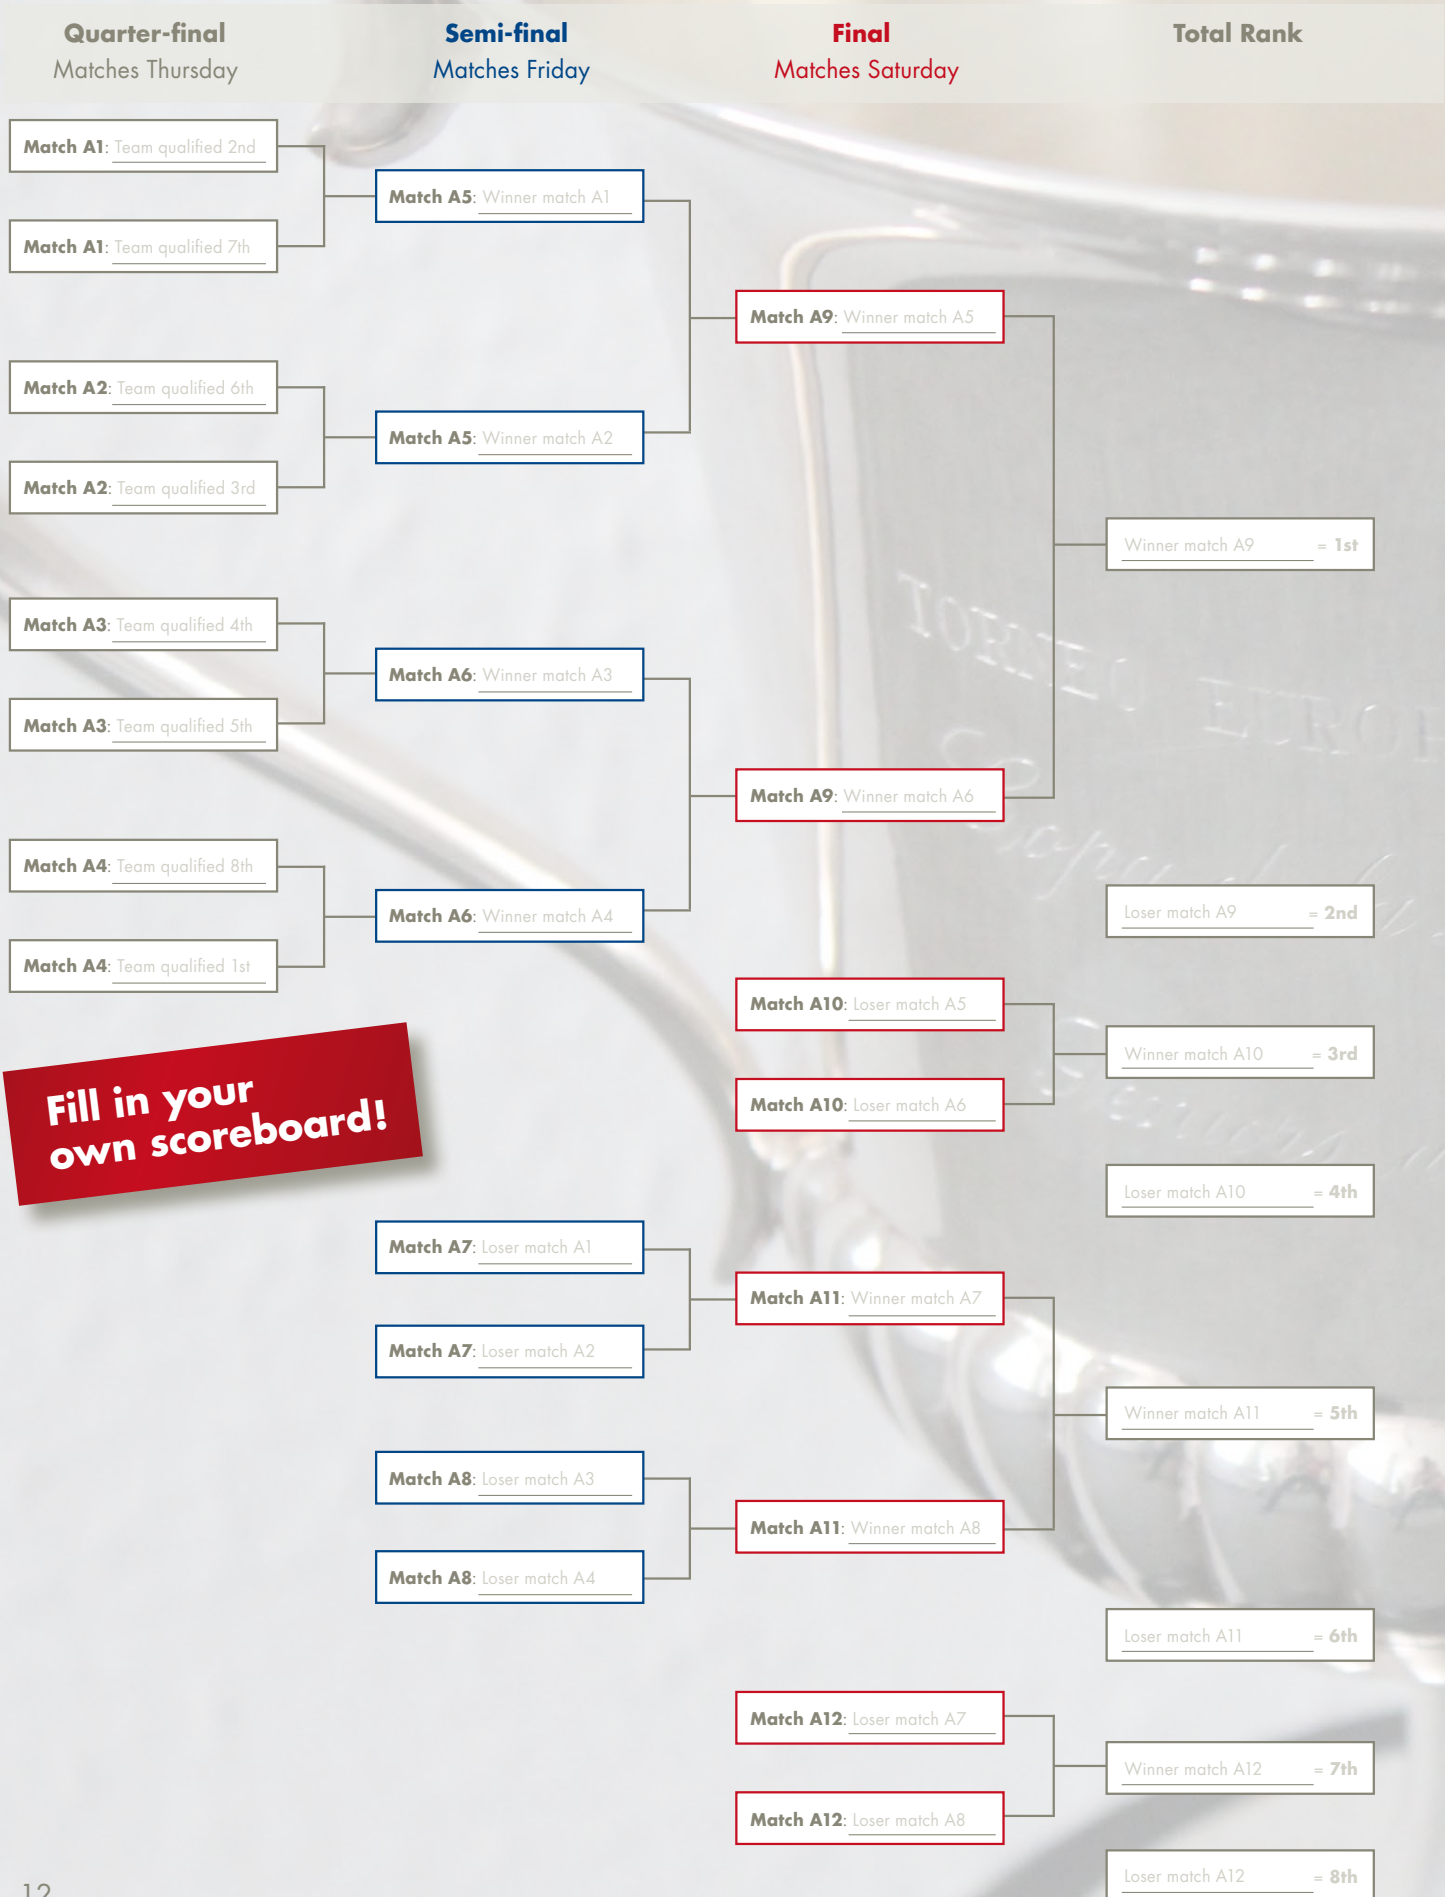 Quarter-final
Matches Thursday
Semi-final
Matches Friday
Final
Matches Saturday
Total Rank
Match A1: Team qualified 2nd
Match A1: Team qualified 7th
Match A2: Team qualified 6th
Match A2: Team qualified 3rd
Match A3: Team qualified 4th
Match A3: Team qualified 5th
Match A4: Team qualified 8th
Match A4: Team qualified 1st
Fill in your
own scoreboard!
Match A5: Winner match A1
Match A5: Winner match A2
Match A6: Winner match A3
Match A6: Winner match A4
Match A7: Loser match A1
Match A7: Loser match A2
Match A8: Loser match A3
Match A8: Loser match A4
Match A9: Winner match A5
Match A9: Winner match A6
Match A10: Loser match A5
Match A10: Loser match A6
Match A11: Winner match A7
Match A11: Winner match A8
Match A12: Loser match A7
Match A12: Loser match A8
Winner match A9 = 1st
Loser match A9 = 2nd
Winner match A10 = 3rd
Loser match A10 = 4th
Winner match A11 = 5th
Loser match A11 = 6th
Winner match A12 = 7th
Loser match A12 = 8th
TORNEO
12